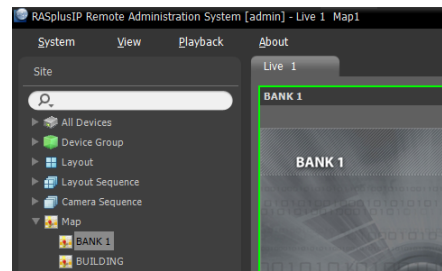 RASplusIP Remote Administration System [admin] - Live 1 Map1
System View Playback About
Site
Live 1
BANK 1
All Devices
Device Group
BANK 1
Layout
Layout Sequence
Camera Sequence
Map
BANK 1
BUILDING